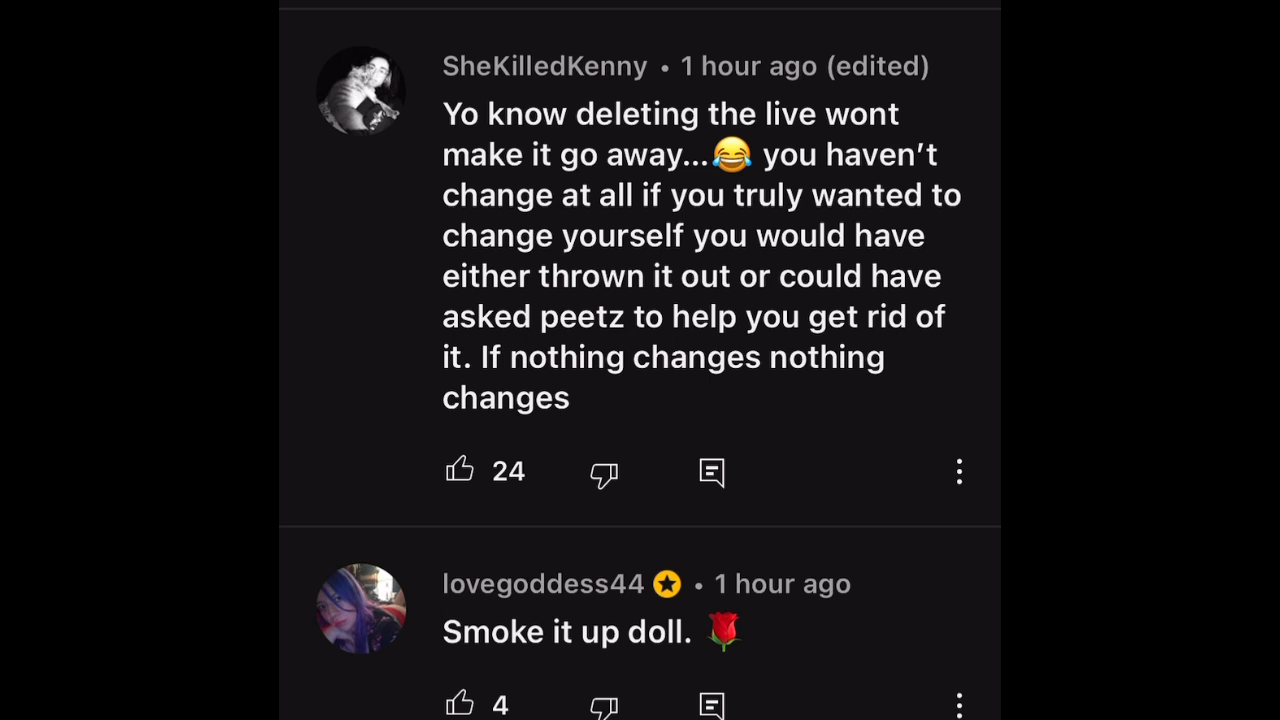 SheKilledKenny • 1 hour ago (edited)
Yo know deleting the live wont
make it go away...😂 you haven't
change at all if you truly wanted to
change yourself you would have
either thrown it out or could have
asked peetz to help you get rid of
it. If nothing changes nothing
changes
24
lovegoddess44 • 1 hour ago
Smoke it up doll. 🌹
4